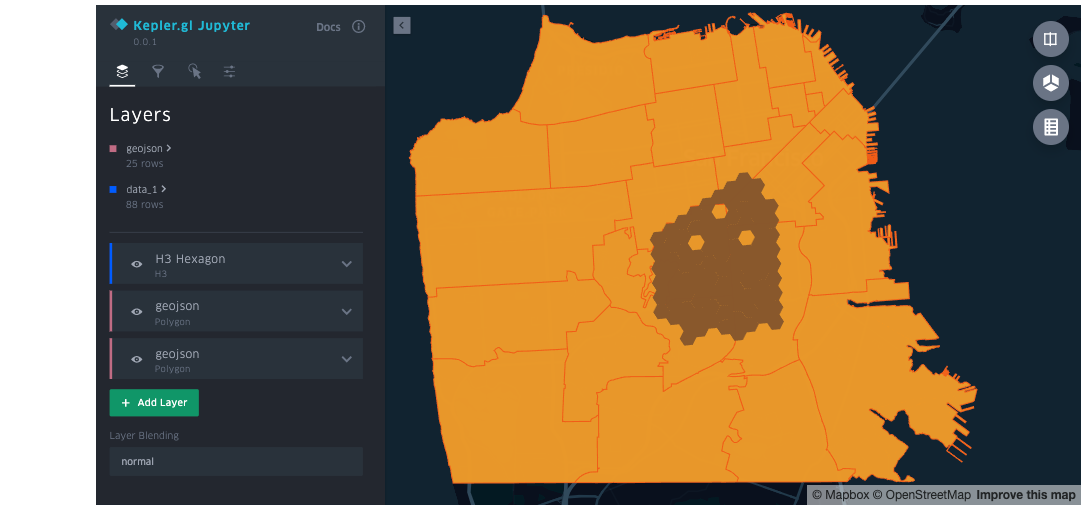 Kepler.gl Jupyter
0.0.1
Docs
Layers
geojson
25 rows
data_1
88 rows
H3 Hexagon
H3
geojson
Polygon
geojson
Polygon
+ Add Layer
Layer Blending
normal
© Mapbox © OpenStreetMap Improve this map